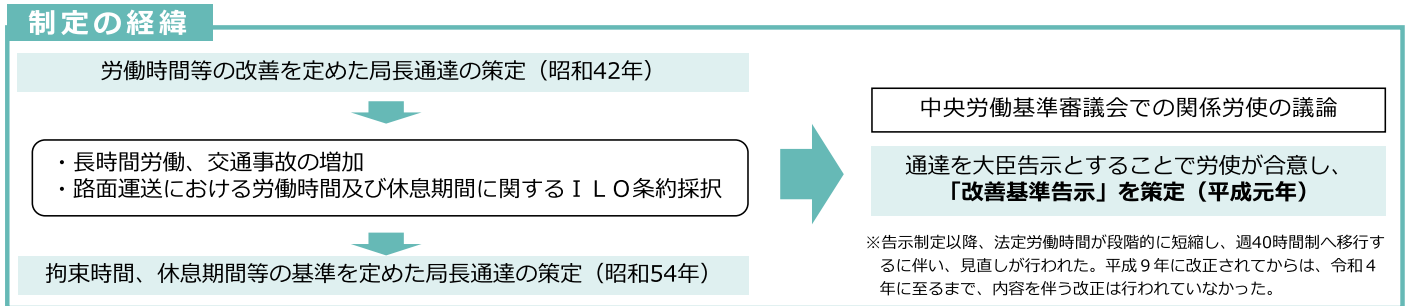 制定の経緯
労働時間等の改善を定めた局長通達の策定（昭和42年）
・長時間労働、交通事故の増加
・路面運送における労働時間及び休息期間に関するＩＬＯ条約採択
拘束時間、休息期間等の基準を定めた局長通達の策定（昭和54年）
中央労働基準審議会での関係労使の議論
通達を大臣告示とすることで労使が合意し、
「改善基準告示」を策定（平成元年）
※告示制定以降、法定労働時間が段階的に短縮し、週40時間制へ移行す
るに伴い、見直しが行われた。平成９年に改正されてからは、令和４
年に至るまで、内容を伴う改正は行われていなかった。